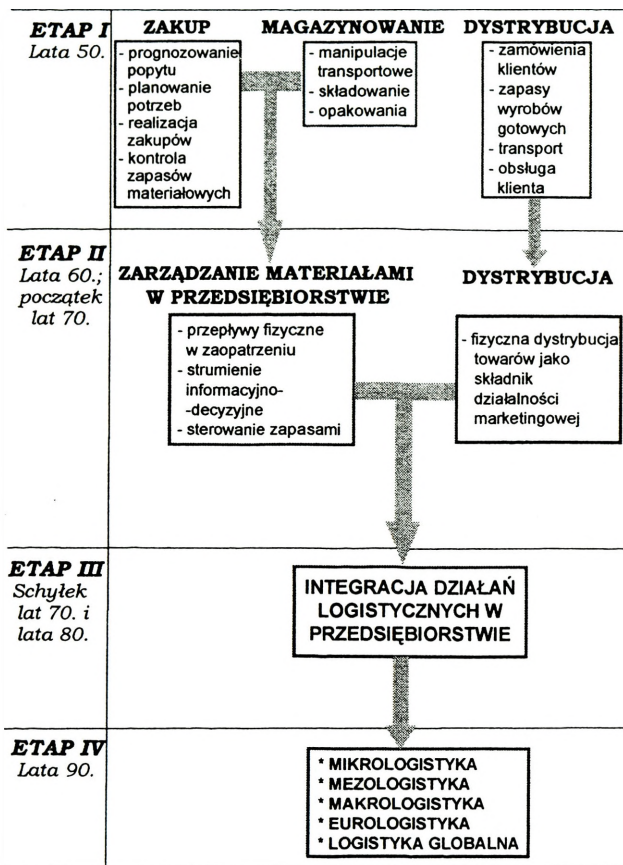 ETAP I
Lata 50.
ZAKUP
- prognozowanie
popytu
- planowanie
potrzeb
- realizacja
zakupów
- kontrola
zapasów
materiałowych
MAGAZYNOWANIE
- manipulacje
transportowe
- składowanie
- opakowania
DYSTRYBUCJA
- zamówienia
klientów
- zapasy
wyrobów
gotowych
- transport
- obsługa
klienta
ETAP II
Lata 60.;
początek
lat 70.
ZARZĄDZANIE MATERIAŁAMI
W PRZEDSIĘBIORSTWIE
- przepływy fizyczne
w zaopatrzeniu
- strumienie
informacyjno-
-decyzyjne
- sterowanie zapasami
DYSTRYBUCJA
- fizyczna dystrybucja
towarów jako
składnik
działalności
marketingowej
ETAP III
Schyłek
lat 70. i
lata 80.
INTEGRACJA DZIAŁAŃ
LOGISTYCZNYCH W
PRZEDSIĘBIORSTWIE
ETAP IV
Lata 90.
* MIKROLOGISTYKA
* MEZOLOGISTYKA
* MAKROLOGISTYKA
* EUROLOGISTYKA
* LOGISTYKA GLOBALNA